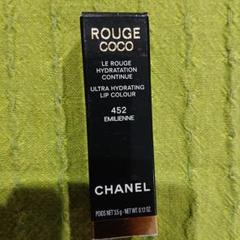 ROUGE
COCO
LE ROUGE
HYDRATATION
CONTINUE
ULTRA HYDRATING
LIP COLOUR
452
EMILIENNE
CHANEL
POIDS NET 3.5 g - NET WT. 0.12 OZ.